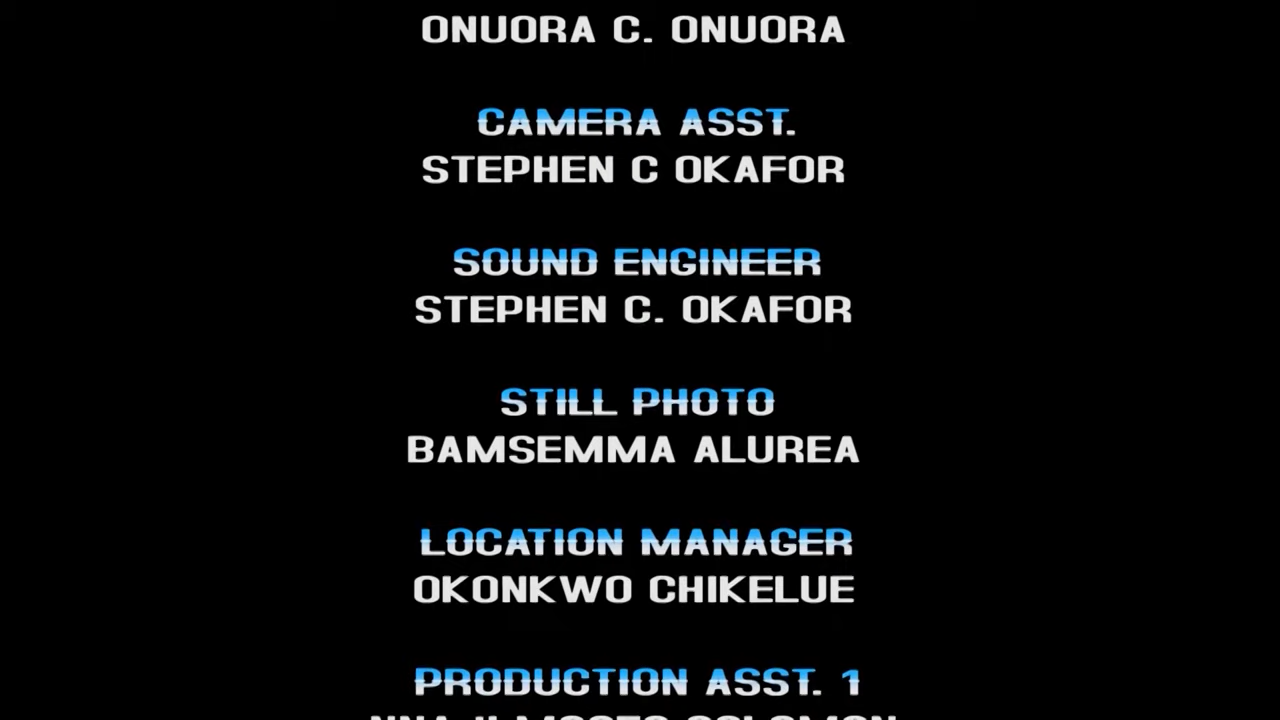 ONUORA C. ONUORA
CAMERA ASST.
STEPHEN C OKAFOR
SOUND ENGINEER
STEPHEN C. OKAFOR
STILL PHOTO
BAMSEMMA ALUREA
LOCATION MANAGER
OKONKWO CHIKELUE
PRODUCTION ASST. 1
SOLOMON